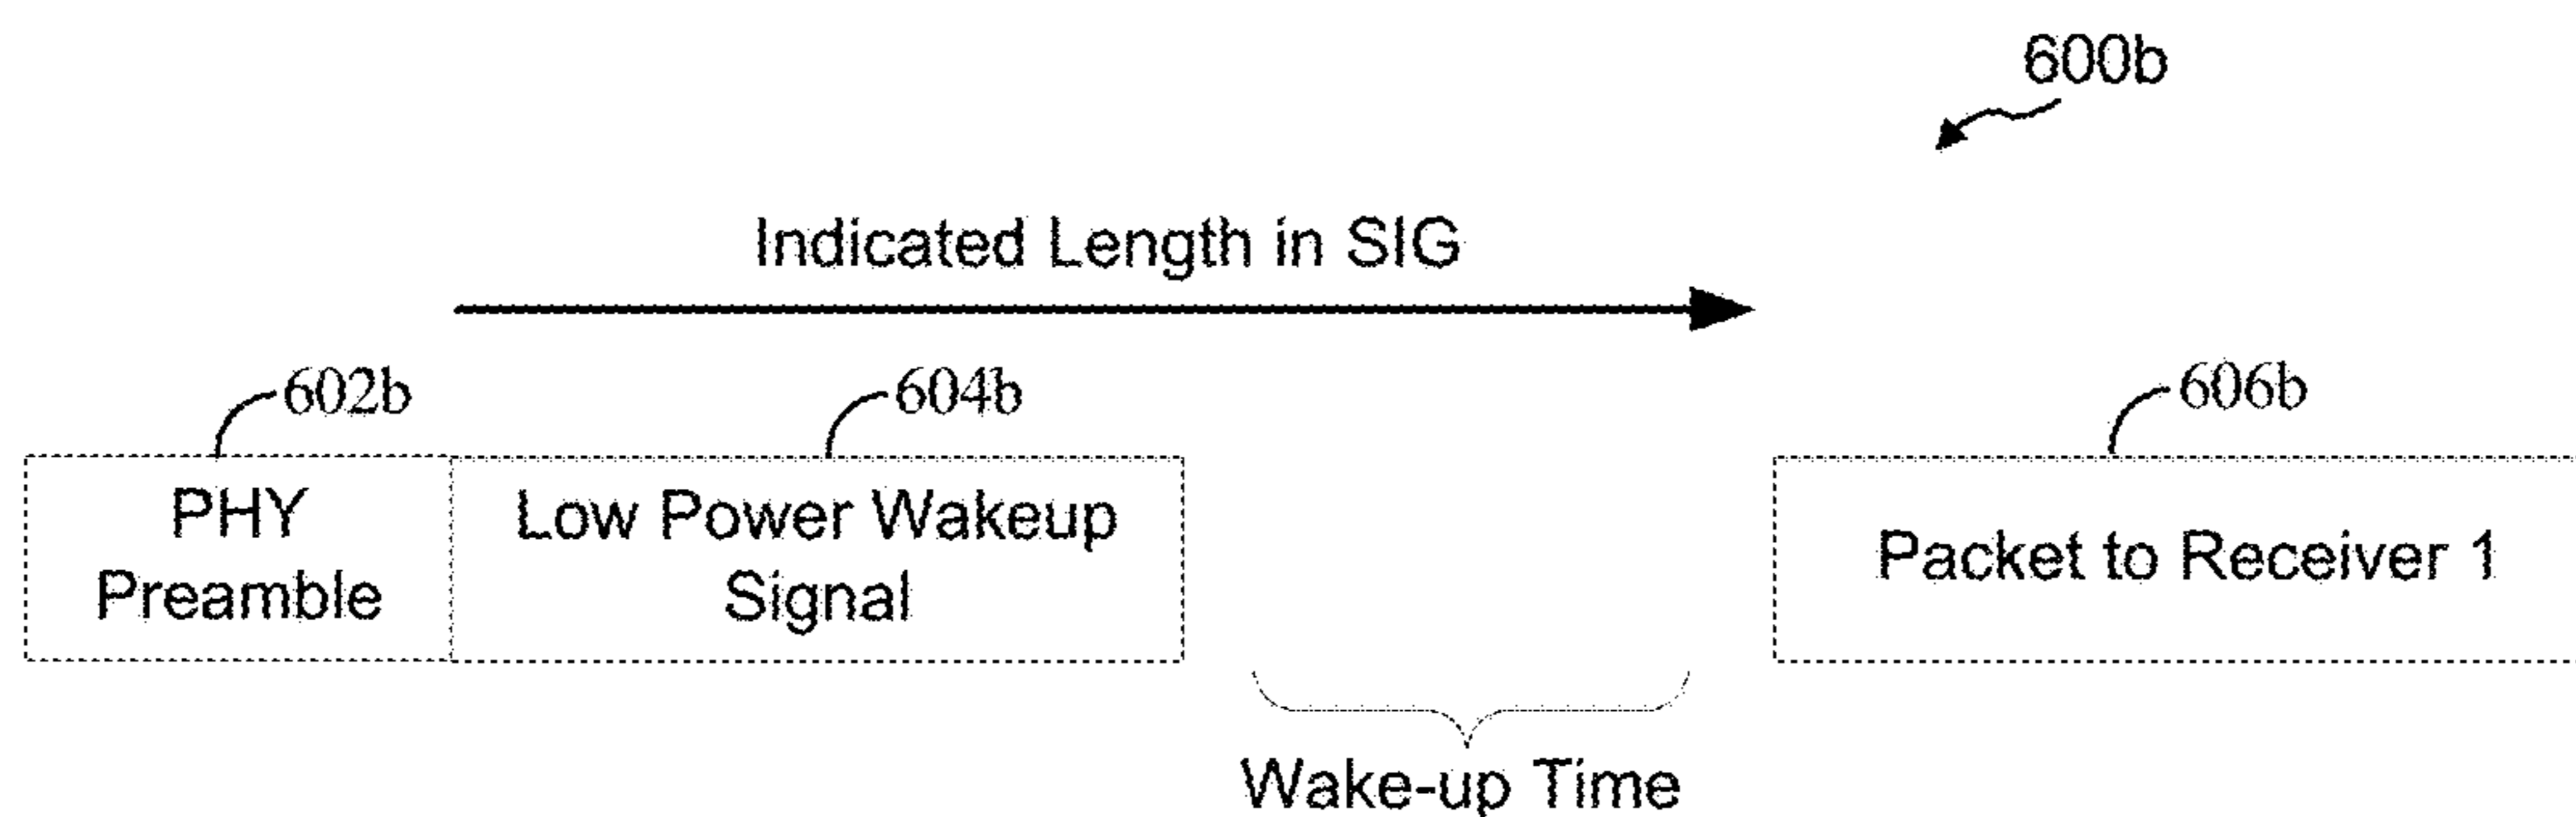 600b
Indicated Length in SIG
602b
604b
606b
PHY
Preamble
Low Power Wakeup
Signal
Packet to Receiver 1
Wake-up Time